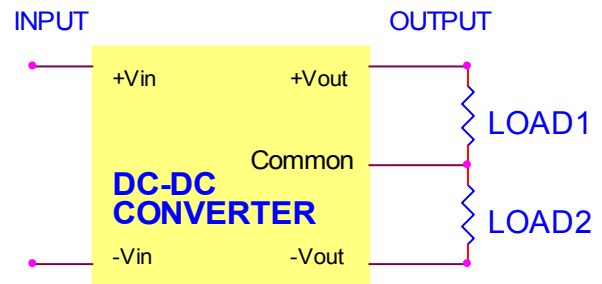 INPUT
OUTPUT
+Vin
+Vout
LOAD1
Common
DC-DC
CONVERTER
LOAD2
-Vin
-Vout